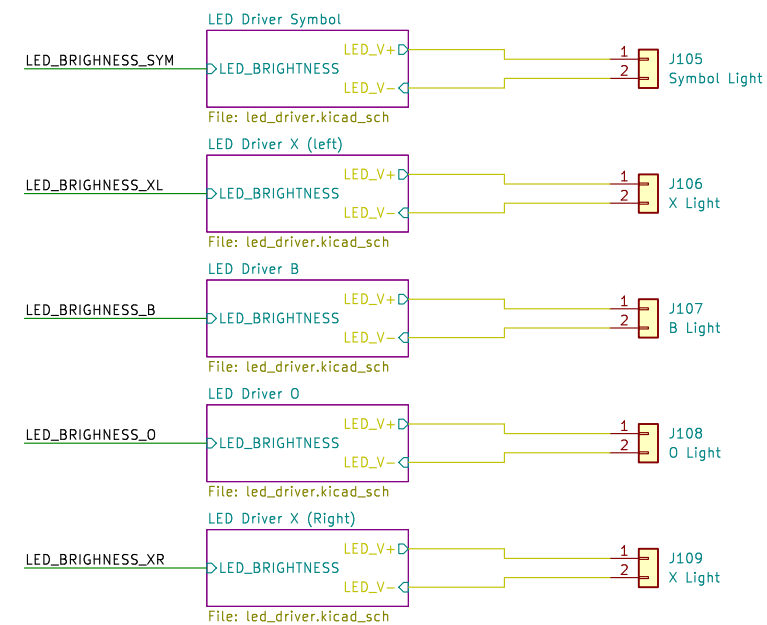 LED Driver Symbol
LED_BRIGHNESS_SYM
LED_BRIGHTNESS
LED_V+
LED_V-
1
2
J105
Symbol Light
File: led_driver.kicad_sch
LED Driver X (left)
LED_BRIGHNESS_XL
LED_BRIGHTNESS
LED_V+
LED_V-
1
2
J106
X Light
File: led_driver.kicad_sch
LED Driver B
LED_BRIGHNESS_B
LED_BRIGHTNESS
LED_V+
LED_V-
1
2
J107
B Light
File: led_driver.kicad_sch
LED Driver O
LED_BRIGHNESS_O
LED_BRIGHTNESS
LED_V+
LED_V-
1
2
J108
O Light
File: led_driver.kicad_sch
LED Driver X (Right)
LED_BRIGHNESS_XR
LED_BRIGHTNESS
LED_V+
LED_V-
1
2
J109
X Light
File: led_driver.kicad_sch